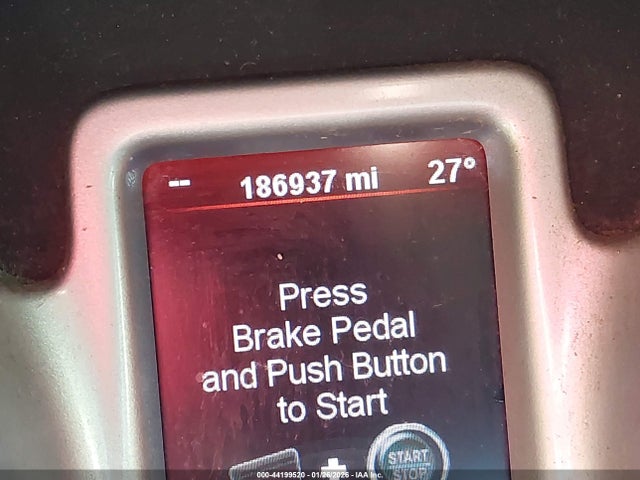 -- 186937 mi 27°
Press
Brake Pedal
and Push Button
to Start
START
STOP
000-44199520 - 01/26/2026 - IAA Inc.